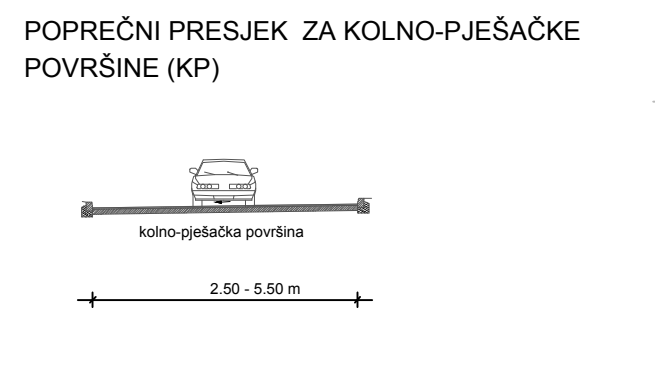 POPREČNI PRESJEK ZA KOLNO-PJEŠAČKE
POVRŠINE (KP)
kolno-pješačka površina
2.50 - 5.50 m